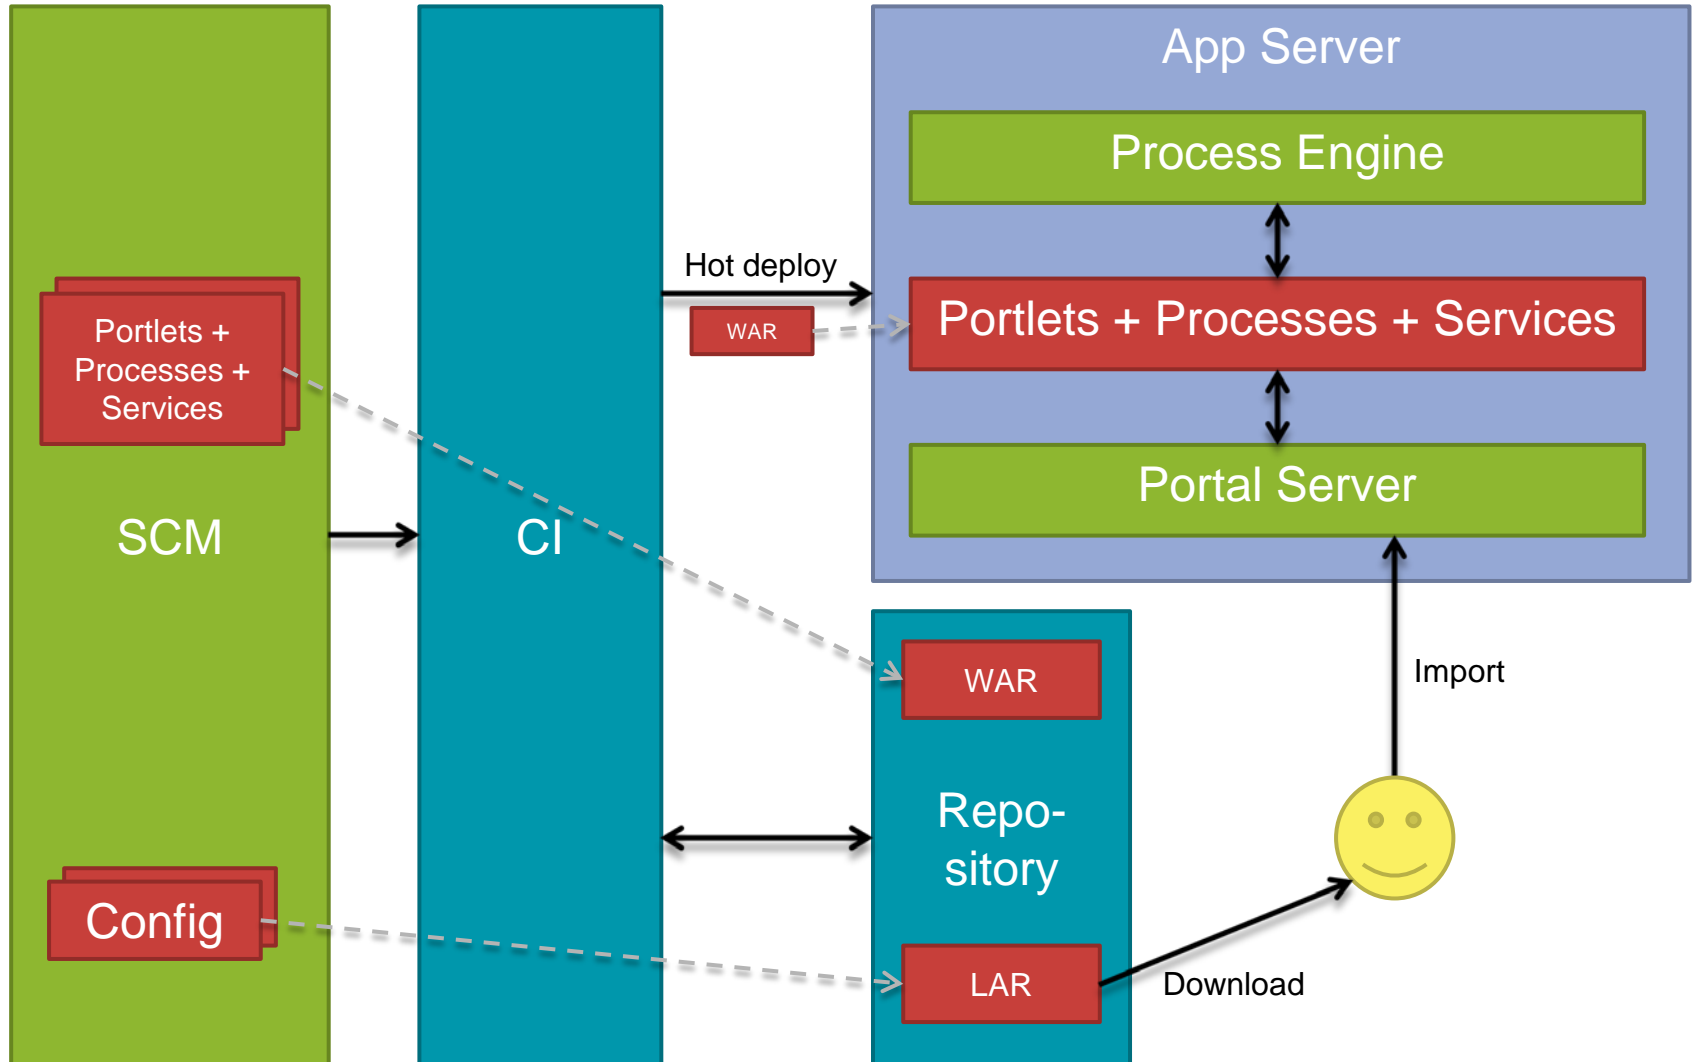 App Server
Process Engine
Hot deploy
WAR
Portlets + Processes + Services
Portlets +
Processes +
Services
Portal Server
SCM
CI
WAR
Import
Repo-
sitory
Config
LAR
Download